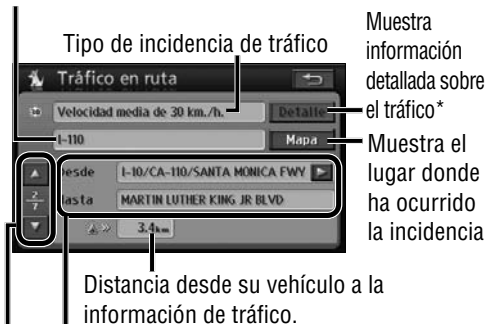 Tipo de incidencia de tráfico
Muestra
información
detallada sobre
el tráfico*
Tráfico en ruta
Velocidad media de 30 km./h.
Detalle
I-110
Mapa
Muestra el
lugar donde
ha ocurrido
la incidencia
Desde
I-10/CA-110/SANTA MONICA FWY
2/7
Hasta
MARTIN LUTHER KING JR BLVD
3.4km
Distancia desde su vehículo a la
información de tráfico.